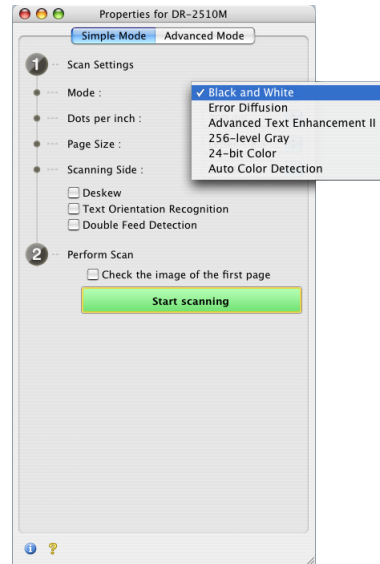 Properties for DR-2510M
Simple Mode Advanced Mode
1 Scan Settings
Mode : ✓ Black and White
Error Diffusion
Advanced Text Enhancement II
256-level Gray
24-bit Color
Auto Color Detection
Dots per inch :
Page Size :
Scanning Side :
Deskew
Text Orientation Recognition
Double Feed Detection
2 Perform Scan
Check the image of the first page
Start scanning